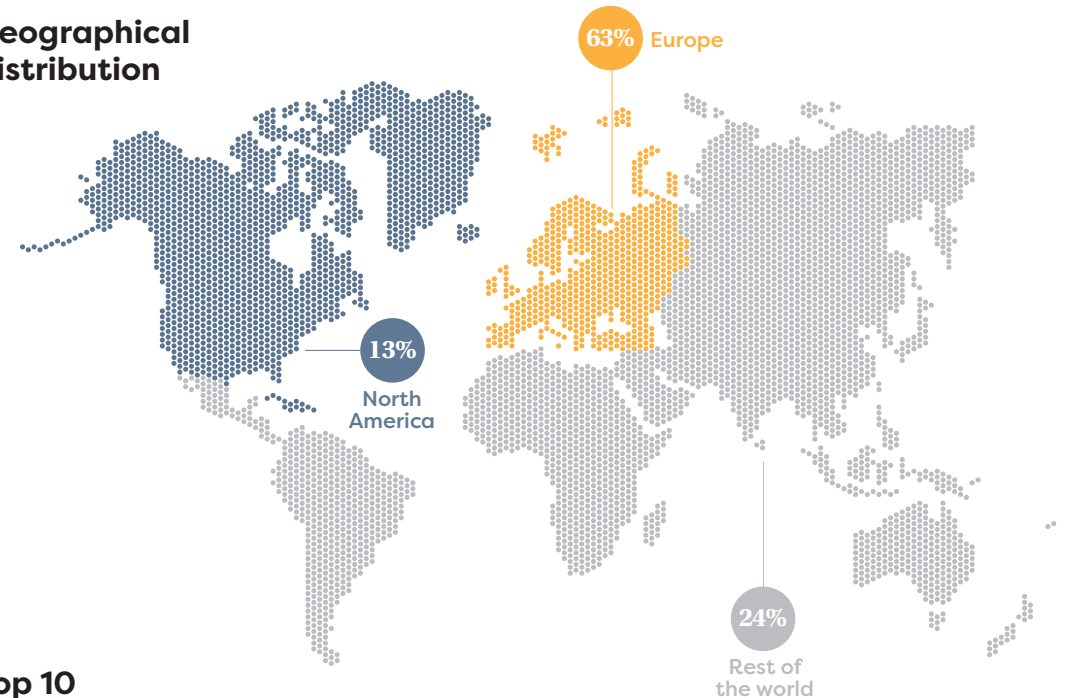 eographical
istribution
63% Europe
13%
North
America
24%
Rest of
the world
op 10